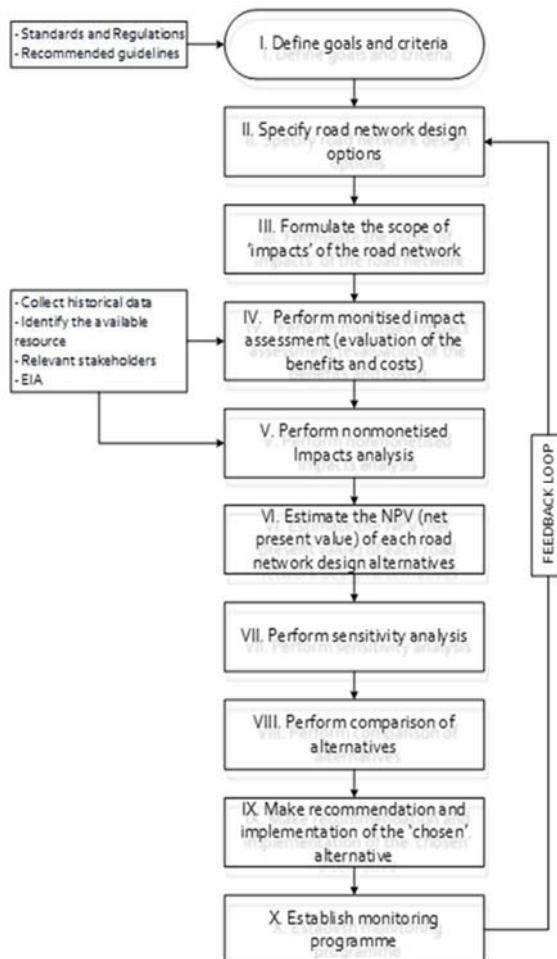 - Standards and Regulations
- Recommended guidelines
I. Define goals and criteria
II. Specify road network design
options
III. Formulate the scope of
'impacts' of the road network
- Collect historical data
- Identify the available
resource
- Relevant stakeholders
- EIA
IV. Perform monitised impact
assessment (evaluation of the
benefits and costs)
V. Perform nonmonetised
Impacts analysis
VI. Estimate the NPV (net
present value) of each road
network design alternatives
VII. Perform sensitivity analysis
VIII. Perform comparison of
alternatives
IX. Make recommendation and
implementation of the 'chosen'
alternative
X. Establish monitoring
programme
FEEDBACK LOOP